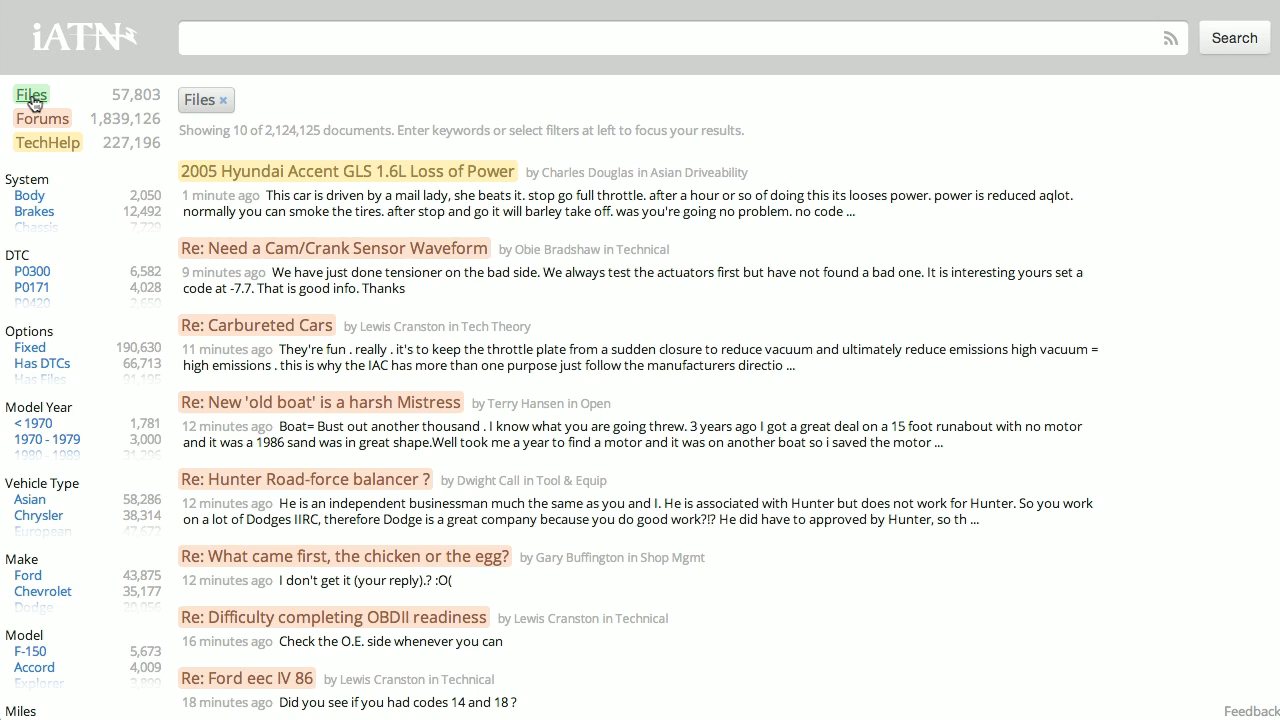 iATN
Search
Files 57,803
Forums 1,839,126
TechHelp 227,196
Files ×
Showing 10 of 2,124,125 documents. Enter keywords or select filters at left to focus your results.
System
Body 2,050
Brakes 12,492
Chassis 7,729
DTC
P0300 6,582
P0171 4,028
P0420 3,650
Options
Fixed 190,630
Has DTCs 66,713
Has Files 91,195
Model Year
< 1970 1,781
1970 - 1979 3,000
1980 - 1989 31,296
Vehicle Type
Asian 58,286
Chrysler 38,314
European 47,672
Make
Ford 43,875
Chevrolet 35,177
Dodge
Model
F-150 5,673
Accord 4,009
Explorer 3,899
Miles
2005 Hyundai Accent GLS 1.6L Loss of Power by Charles Douglas in Asian Driveability
1 minute ago This car is driven by a mail lady, she beats it. stop go full throttle. after a hour or so of doing this its looses power. power is reduced aqlot.
normally you can smoke the tires. after stop and go it will barley take off. was you're going no problem. no code ...
Re: Need a Cam/Crank Sensor Waveform by Obie Bradshaw in Technical
9 minutes ago We have just done tensioner on the bad side. We always test the actuators first but have not found a bad one. It is interesting yours set a
code at -7.7. That is good info. Thanks
Re: Carbureted Cars by Lewis Cranston in Tech Theory
11 minutes ago They're fun . really . it's to keep the throttle plate from a sudden closure to reduce vacuum and ultimately reduce emissions high vacuum =
high emissions . this is why the IAC has more than one purpose just follow the manufacturers directio ...
Re: New 'old boat' is a harsh Mistress by Terry Hansen in Open
12 minutes ago Boat= Bust out another thousand . I know what you are going threw. 3 years ago I got a great deal on a 15 foot runabout with no motor
and it was a 1986 sand was in great shape.Well took me a year to find a motor and it was on another boat so i saved the motor ...
Re: Hunter Road-force balancer ? by Dwight Call in Tool & Equip
12 minutes ago He is an independent businessman much the same as you and I. He is associated with Hunter but does not work for Hunter. So you work
on a lot of Dodges IIRC, therefore Dodge is a great company because you do good work?!? He did have to approved by Hunter, so th ...
Re: What came first, the chicken or the egg? by Gary Buffington in Shop Mgmt
12 minutes ago I don't get it (your reply).? :O(
Re: Difficulty completing OBDII readiness by Lewis Cranston in Technical
16 minutes ago Check the O.E. side whenever you can
Re: Ford eec IV 86 by Lewis Cranston in Technical
18 minutes ago Did you see if you had codes 14 and 18 ?
Feedback